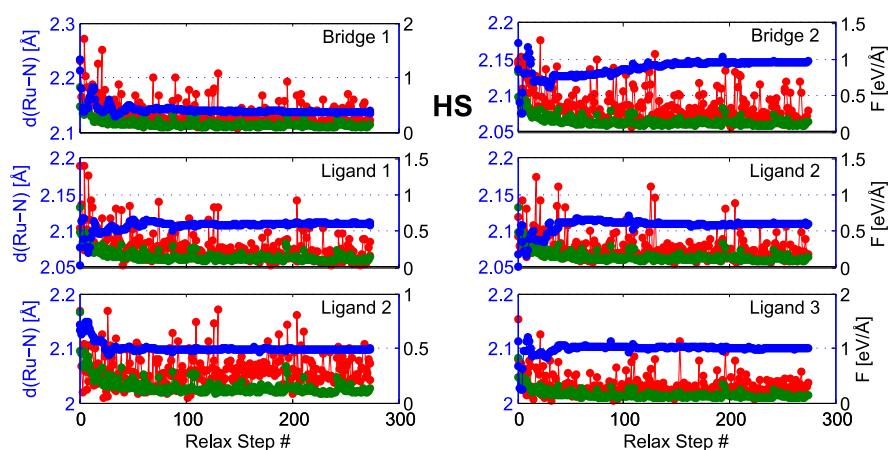 2.3
2.2
2.1
d(Ru−N) [Å]
Bridge 1
2
1
0
HS
2.2
2.15
2.1
2.05
Bridge 2
1.5
1
0.5
0
F [eV/Å]
2.2
2.15
2.1
2.05
d(Ru−N) [Å]
Ligand 1
1.5
1
0.5
0
2.2
2.15
2.1
2.05
Ligand 2
1.5
1
0.5
0
2.2
2.1
2
d(Ru−N) [Å]
Ligand 2
1
0.5
0
0 100 200 300
Relax Step #
2.2
2.1
2
Ligand 3
2
1
0
F [eV/Å]
0 100 200 300
Relax Step #